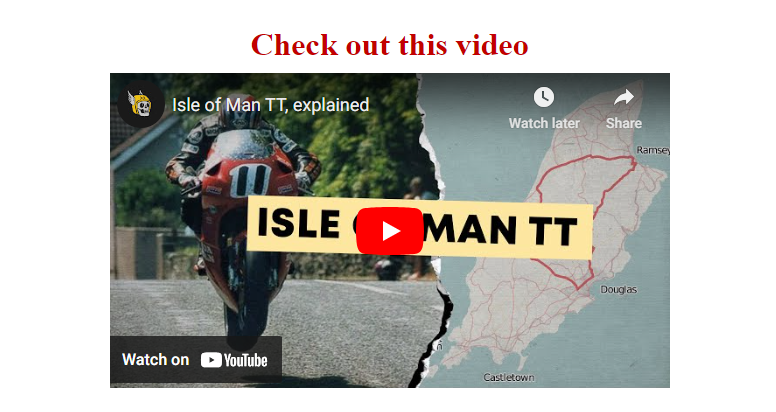 Check out this video
Isle of Man TT, explained
Watch later
Share
Ramsey
11
ISLE
MAN TT
Douglas
Watch on YouTube
Castletown